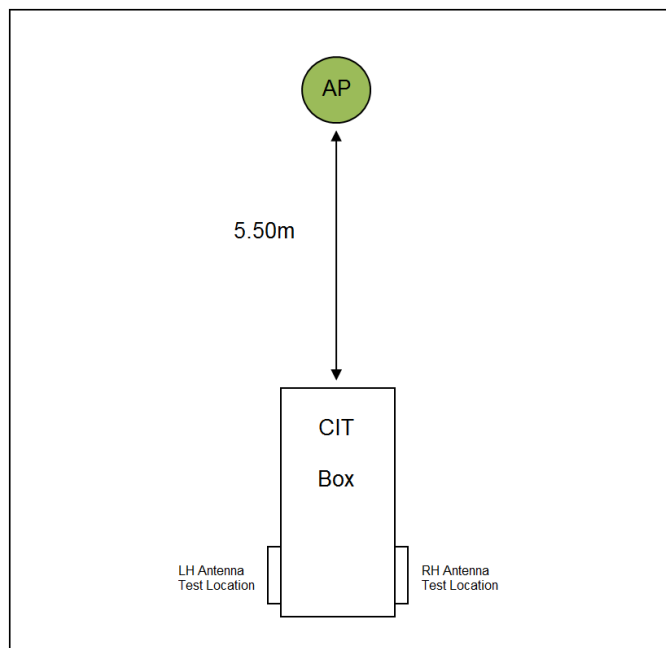 AP
5.50m
CIT
Box
LH Antenna
Test Location
RH Antenna
Test Location